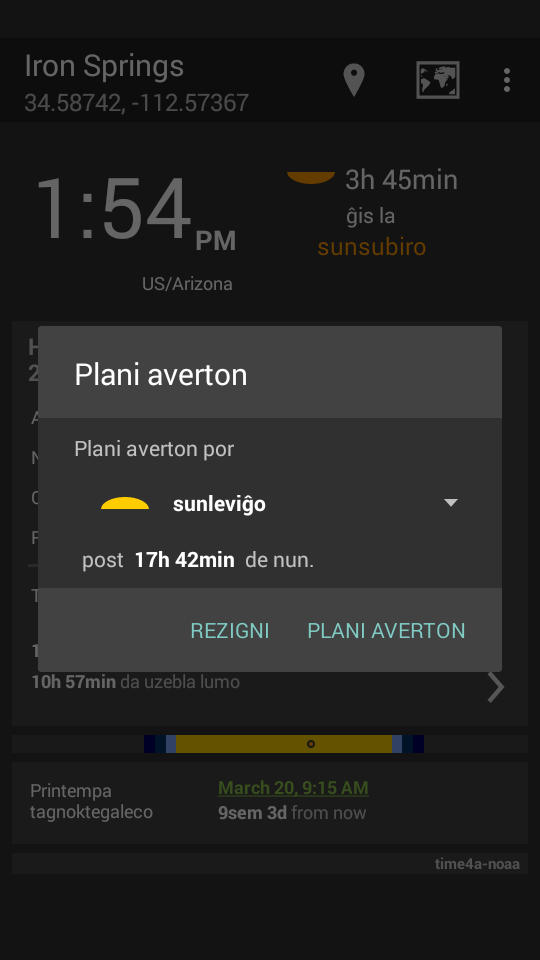 Iron Springs
34.58742, -112.57367
1:54 PM
3h 45min
ĝis la
sunsubiro
US/Arizona
Plani averton
Plani averton por
sunleviĝo
post 17h 42min de nun.
REZIGNI PLANI AVERTON
10h 57min da uzebla lumo
Printempa
tagnoktegaleco
March 20, 9:15 AM
9sem 3d from now
time4a-noaa